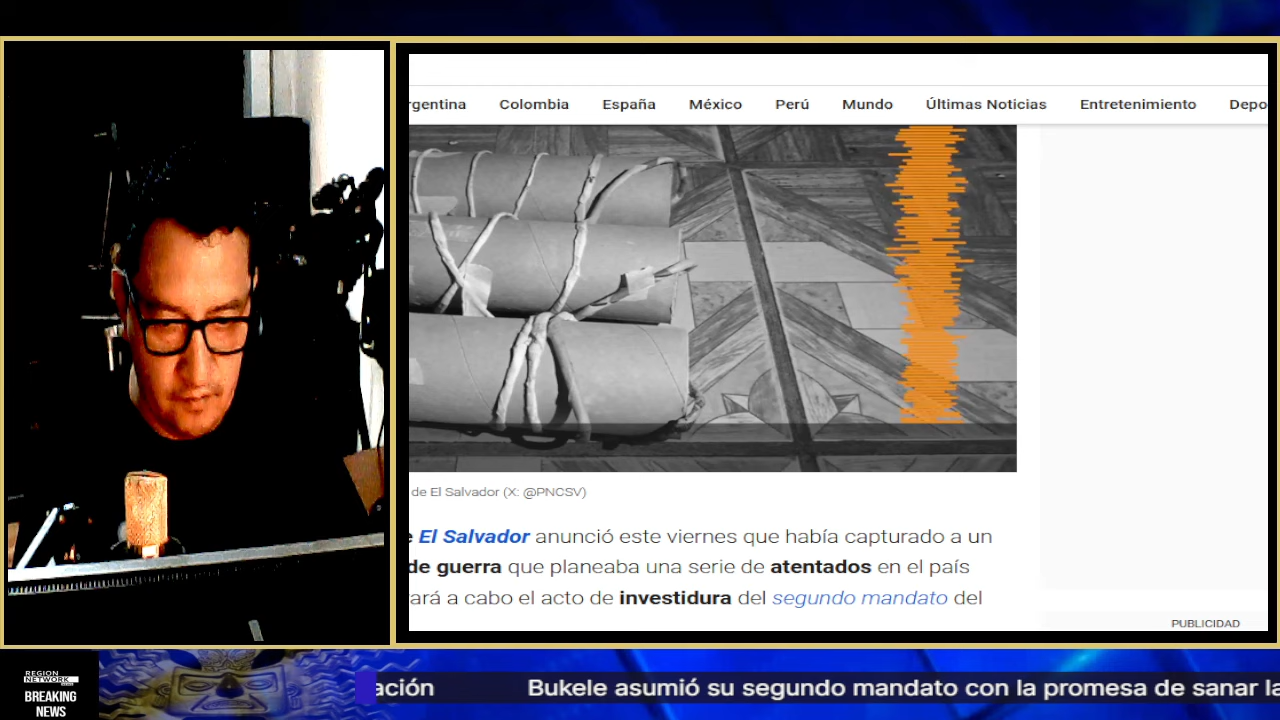 rgentina Colombia España México Perú Mundo Últimas Noticias Entretenimiento Depo
de El Salvador (X: @PNCSV)
El Salvador anunció este viernes que había capturado a un
de guerra que planeaba una serie de atentados en el país
ará a cabo el acto de investidura del segundo mandato del
PUBLICIDAD
REGION
NETWORK
BREAKING
NEWS
ación Bukele asumió su segundo mandato con la promesa de sanar la